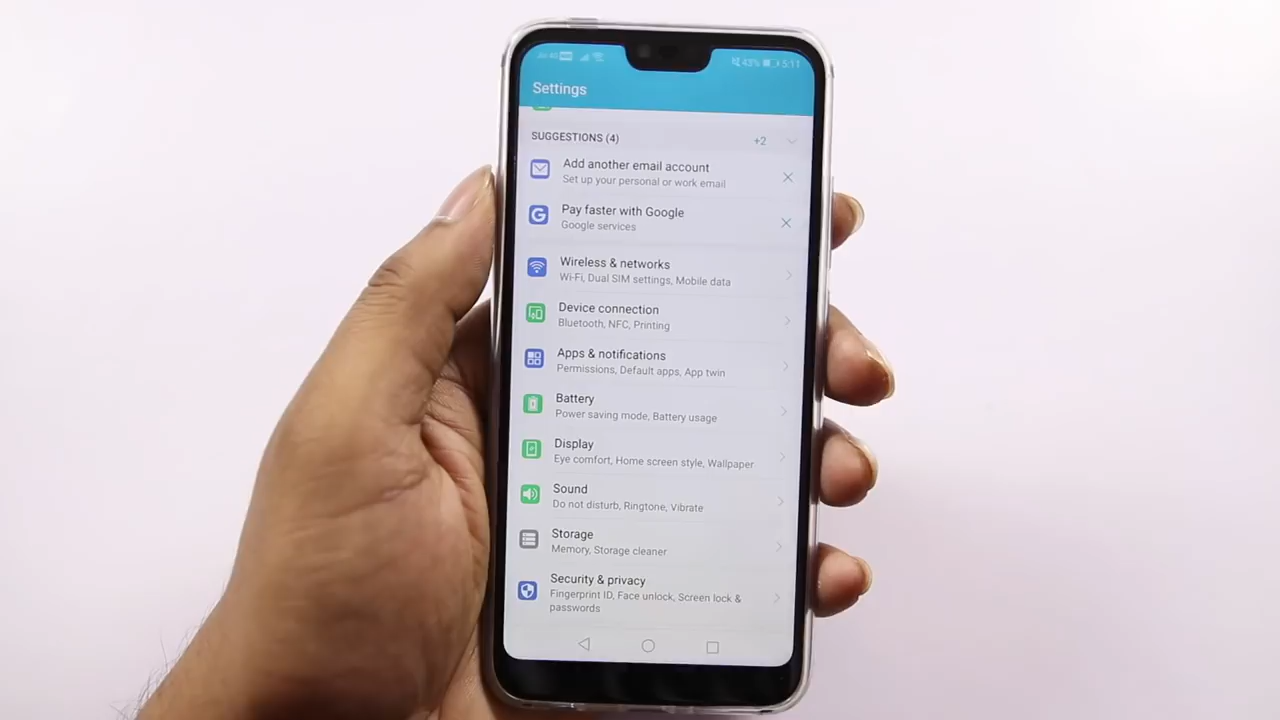 43% 5:11
Settings
SUGGESTIONS (4) +2
Add another email account
Set up your personal or work email
Pay faster with Google
Google services
Wireless & networks
Wi-Fi, Dual SIM settings, Mobile data
Device connection
Bluetooth, NFC, Printing
Apps & notifications
Permissions, Default apps, App twin
Battery
Power saving mode, Battery usage
Display
Eye comfort, Home screen style, Wallpaper
Sound
Do not disturb, Ringtone, Vibrate
Storage
Memory, Storage cleaner
Security & privacy
Fingerprint ID, Face unlock, Screen lock &
passwords